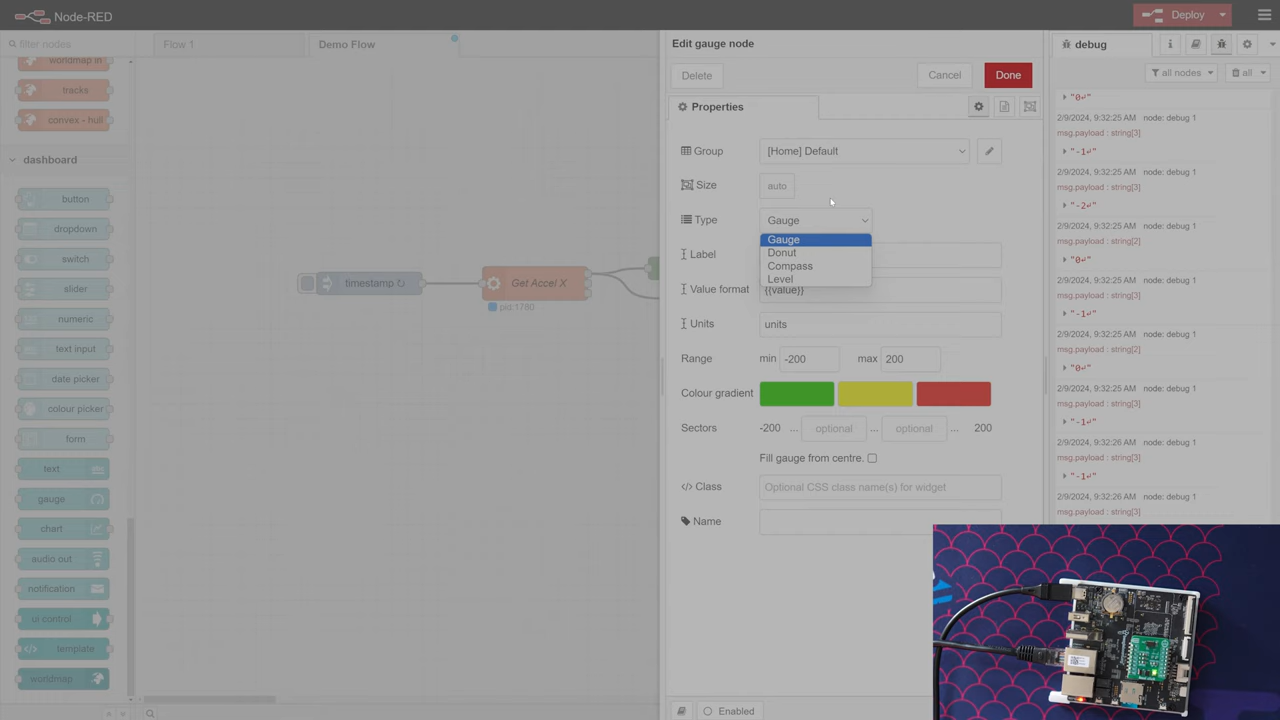 Node-RED
Deploy
filter nodes
Flow 1
Demo Flow
Edit gauge node
debug
Delete
Cancel
Done
all nodes
all
Properties
worldmap in
tracks
convex - hull
dashboard
button
dropdown
switch
slider
numeric
text input
date picker
colour picker
form
text
gauge
chart
audio out
notification
ui control
template
worldmap
timestamp ↻
Get Accel X
pid:1780
Group
[Home] Default
Size
auto
Type
Gauge
Gauge
Donut
Compass
Level
Label
Value format
{{value}}
Units
units
Range
min
-200
max
200
Colour gradient
Sectors
-200
...
optional
...
optional
...
200
Fill gauge from centre.
</> Class
Optional CSS class name(s) for widget
Name
Enabled
"0↵"
2/9/2024, 9:32:25 AM node: debug 1
msg.payload : string[3]
"-1↵"
2/9/2024, 9:32:25 AM node: debug 1
msg.payload : string[3]
"-2↵"
2/9/2024, 9:32:25 AM node: debug 1
msg.payload : string[2]
"0↵"
2/9/2024, 9:32:25 AM node: debug 1
msg.payload : string[3]
"-1↵"
2/9/2024, 9:32:25 AM node: debug 1
msg.payload : string[2]
"0↵"
2/9/2024, 9:32:25 AM node: debug 1
msg.payload : string[3]
"-1↵"
2/9/2024, 9:32:26 AM node: debug 1
msg.payload : string[3]
"-1↵"
2/9/2024, 9:32:26 AM node: debug 1
msg.payload : string[3]